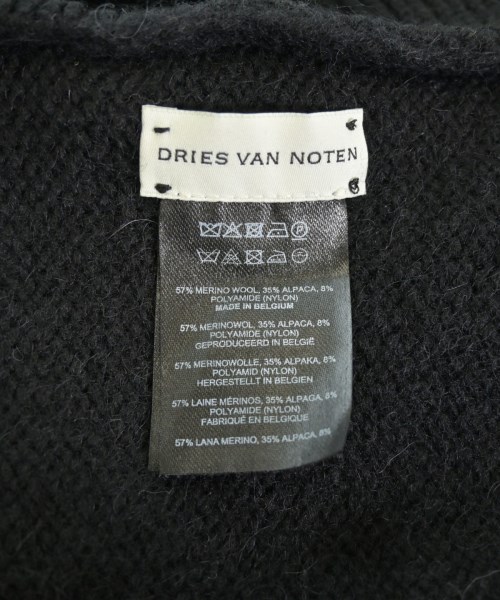 DRIES VAN NOTEN
57% MERINO WOOL, 35% ALPACA, 8%
POLYAMIDE (NYLON)
MADE IN BELGIUM
57% MERINOWOL, 35% ALPACA, 8%
POLYAMIDE (NYLON)
GEPRODUCEERD IN BELGIË
57% MERINOWOLLE, 35% ALPAKA, 8%
POLYAMID (NYLON)
HERGESTELLT IN BELGIEN
57% LAINE MÉRINOS, 35% ALPAGA, 8%
POLYAMIDE (NYLON)
FABRIQUÉ EN BELGIQUE
57% LANA MERINO, 35% ALPACA, 8%